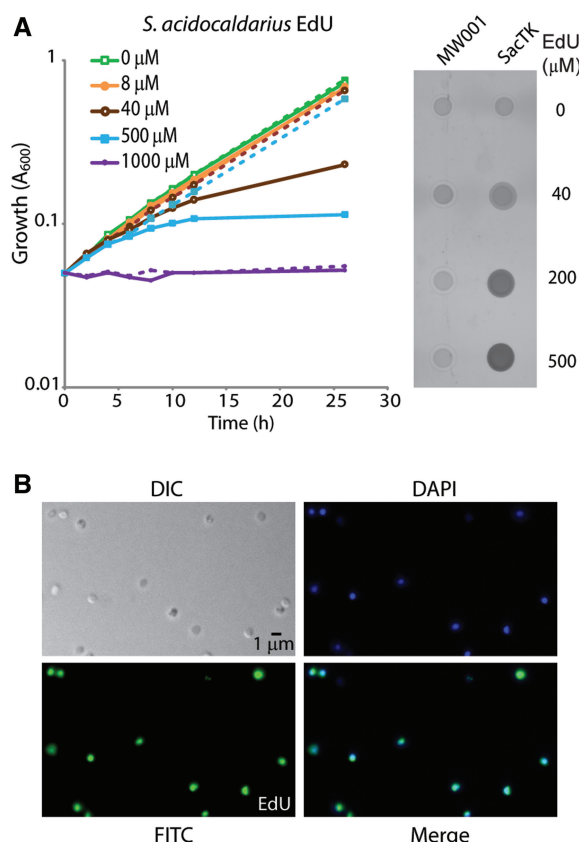 A
S. acidocaldarius EdU
1
0.1
0.01
Growth (A600)
0 μM
8 μM
40 μM
500 μM
1000 μM
0 5 10 15 20 25 30
Time (h)
MW001
SacTK
EdU
(μM)
0
40
200
500
B
DIC
DAPI
1 μm
EdU
FITC
Merge